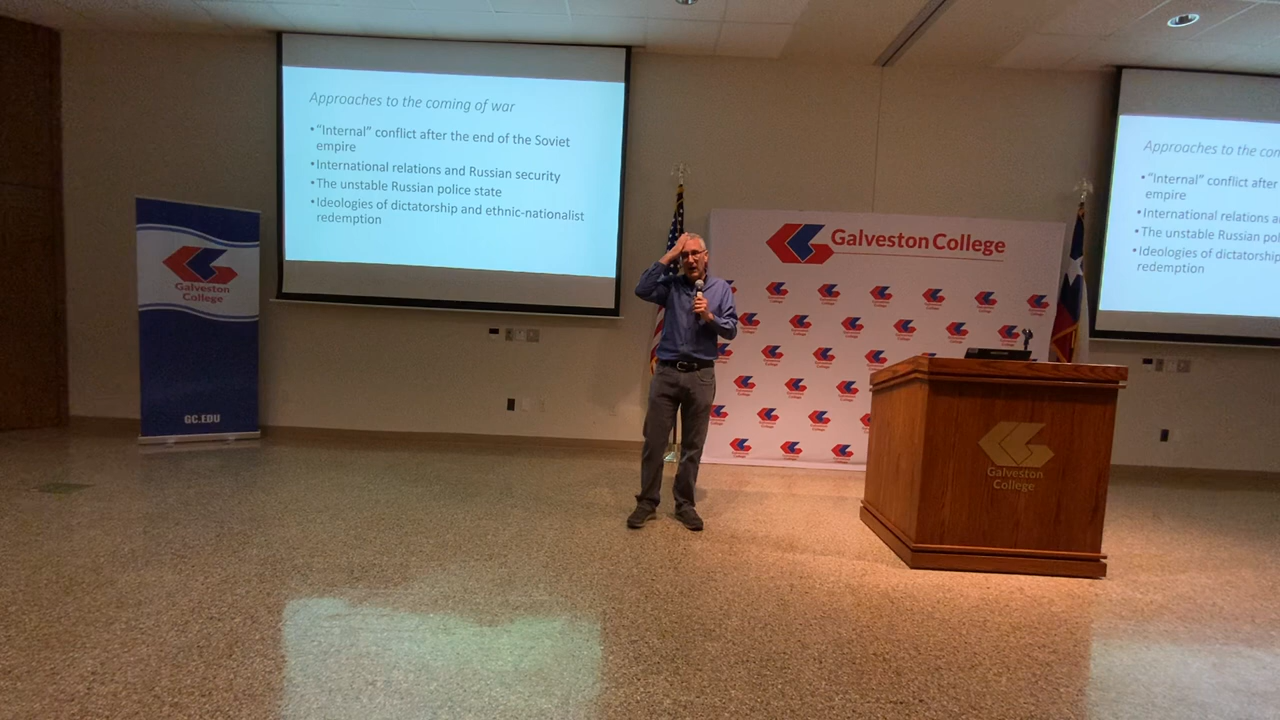 Approaches to the coming of war
•"Internal" conflict after the end of the Soviet
empire
•International relations and Russian security
•The unstable Russian police state
•Ideologies of dictatorship and ethnic-nationalist
redemption
Galveston
College
GC.EDU
Galveston College
Galveston
College
Approaches to the con
•"Internal" conflict after
empire
•International relations a
•The unstable Russian pol
•Ideologies of dictatorship
redemption